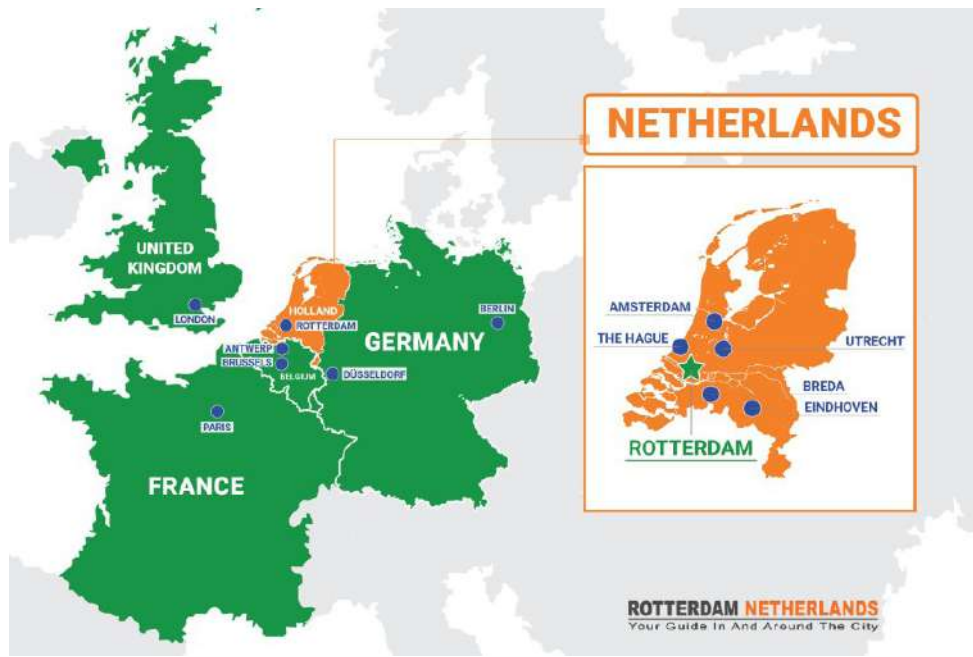 NETHERLANDS
UNITED
KINGDOM
LONDON
HOLLAND
ROTTERDAM
ANTWERP
BRUSSELS
BELGIUM
DÜSSELDORF
BERLIN
GERMANY
PARIS
FRANCE
AMSTERDAM
THE HAGUE
UTRECHT
BREDA
EINDHOVEN
ROTTERDAM
ROTTERDAM NETHERLANDS
Your Guide In And Around The City